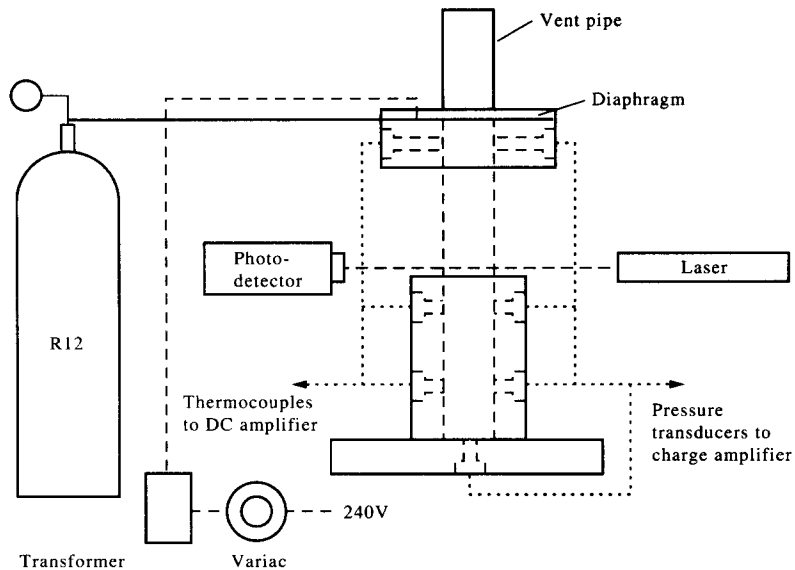 Vent pipe
Diaphragm
Photo-
detector
Laser
R12
Thermocouples
to DC amplifier
Pressure
transducers to
charge amplifier
240V
Transformer
Variac